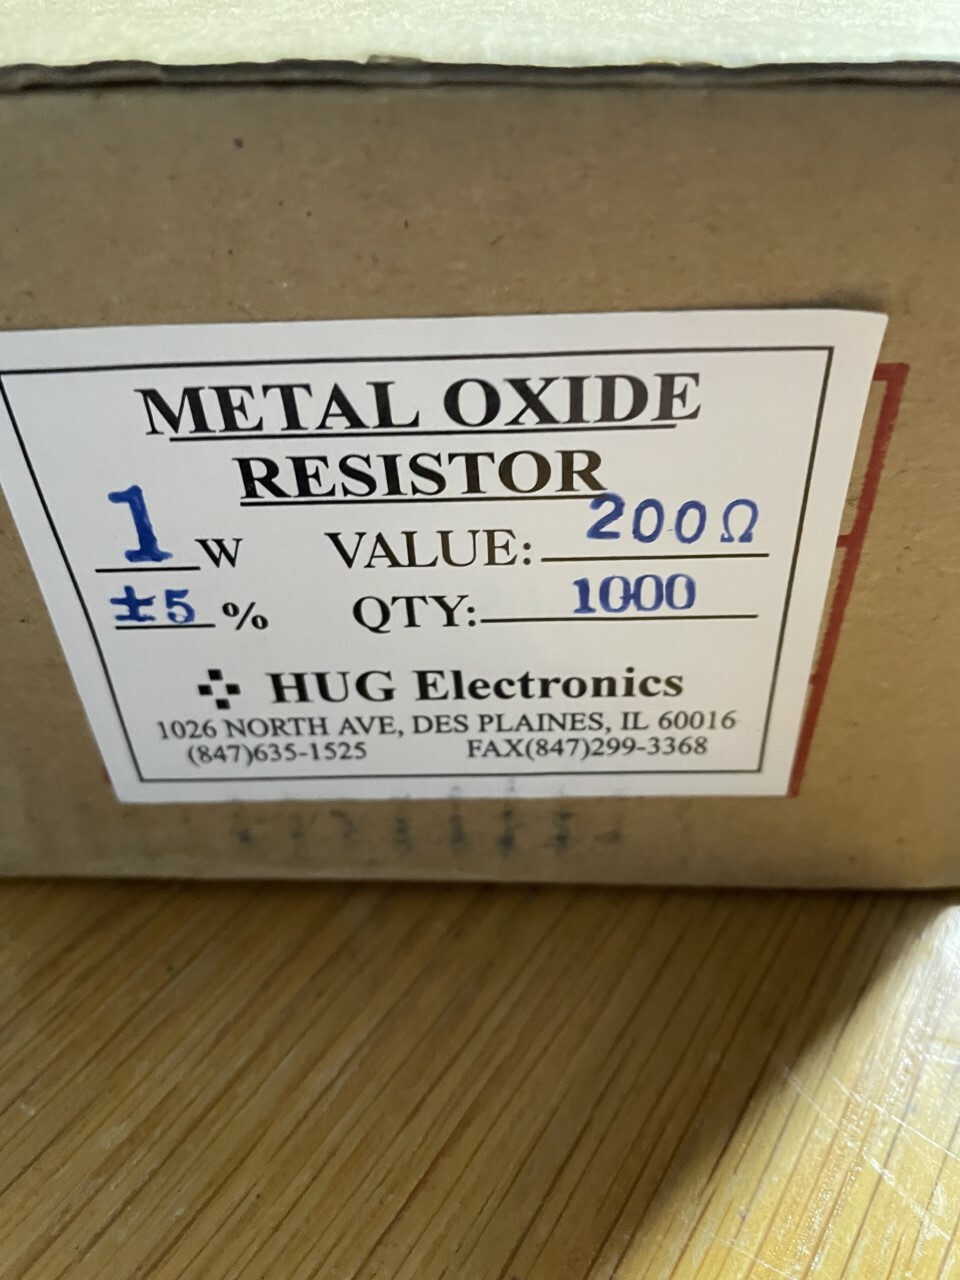 METAL OXIDE
RESISTOR
1 W VALUE: 200Ω
±5 % QTY: 1000
HUG Electronics
1026 NORTH AVE, DES PLAINES, IL 60016
(847)635-1525 FAX(847)299-3368